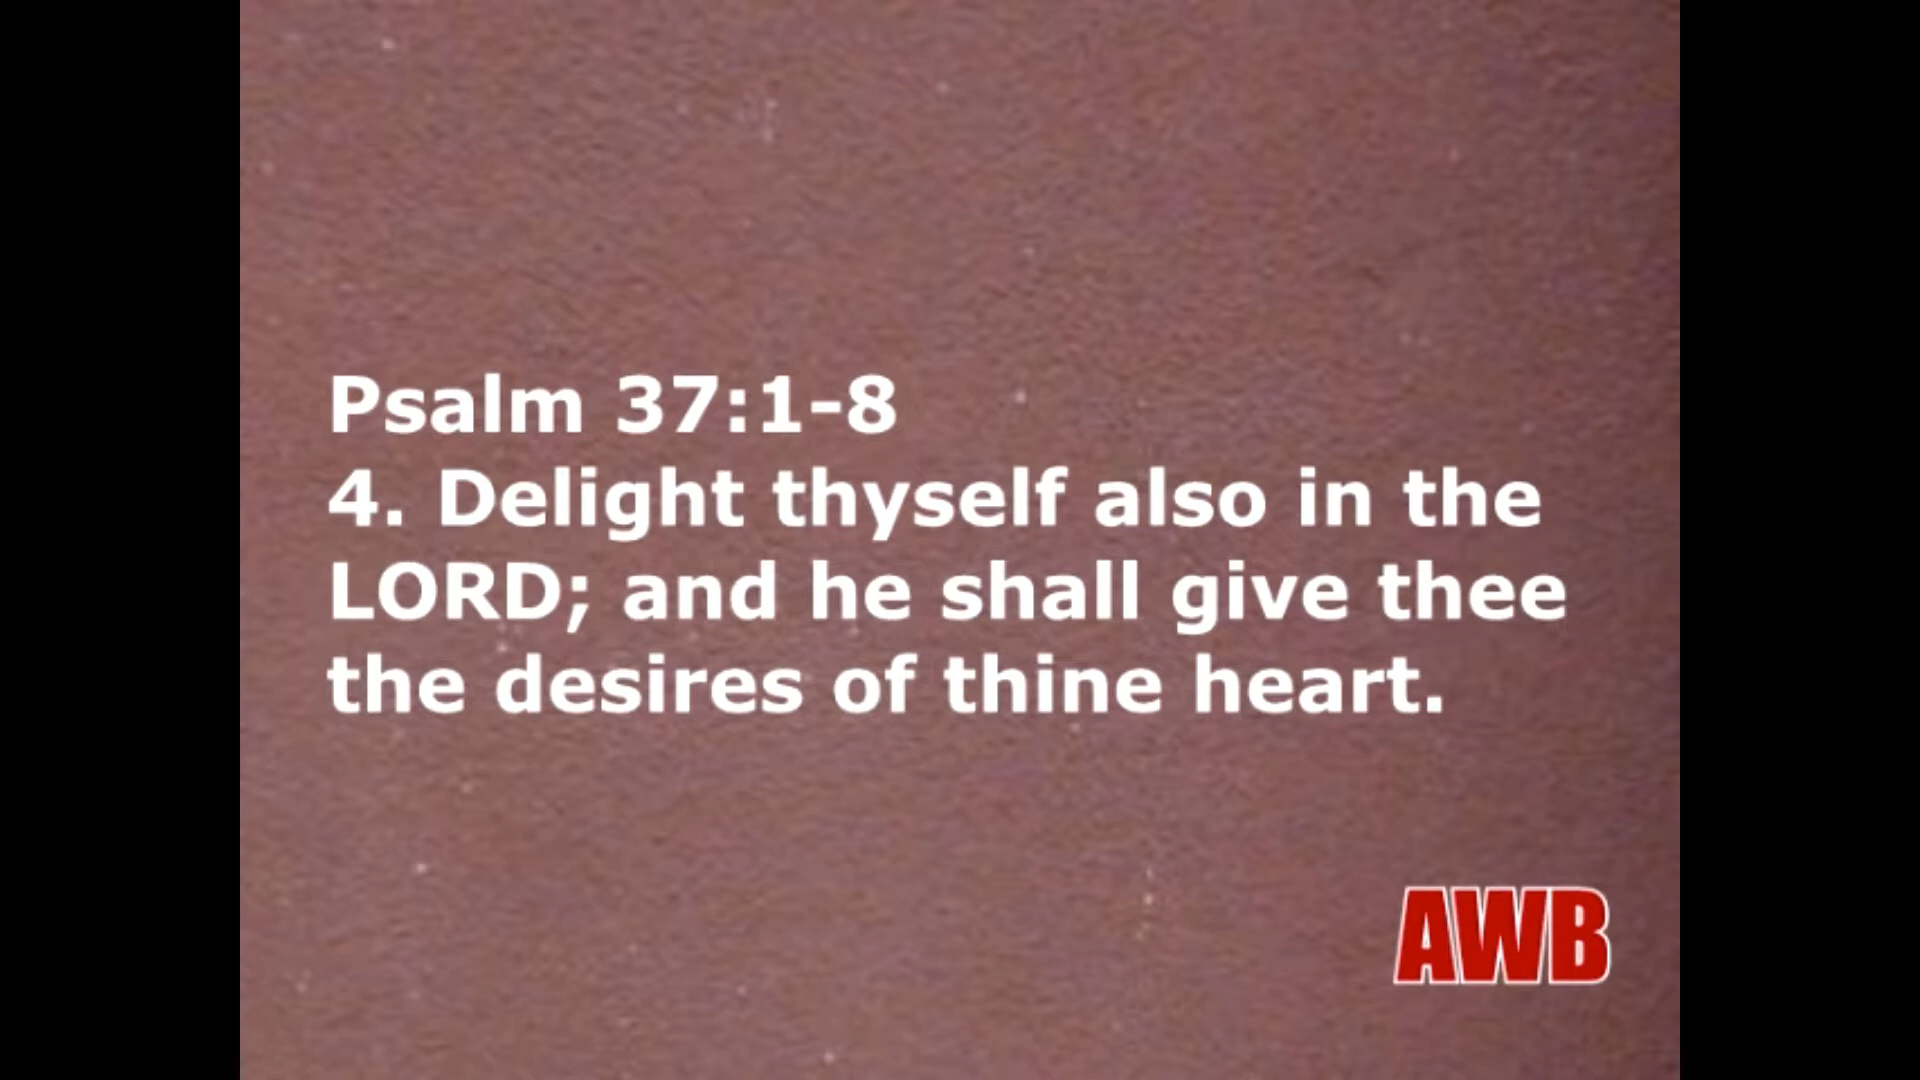 Psalm 37:1-8
4. Delight thyself also in the
LORD; and he shall give thee
the desires of thine heart.
AWB